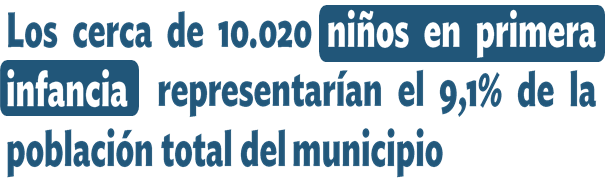 Los cerca de 10.020 niños en primera
infancia representarían el 9,1% de la
población total del municipio